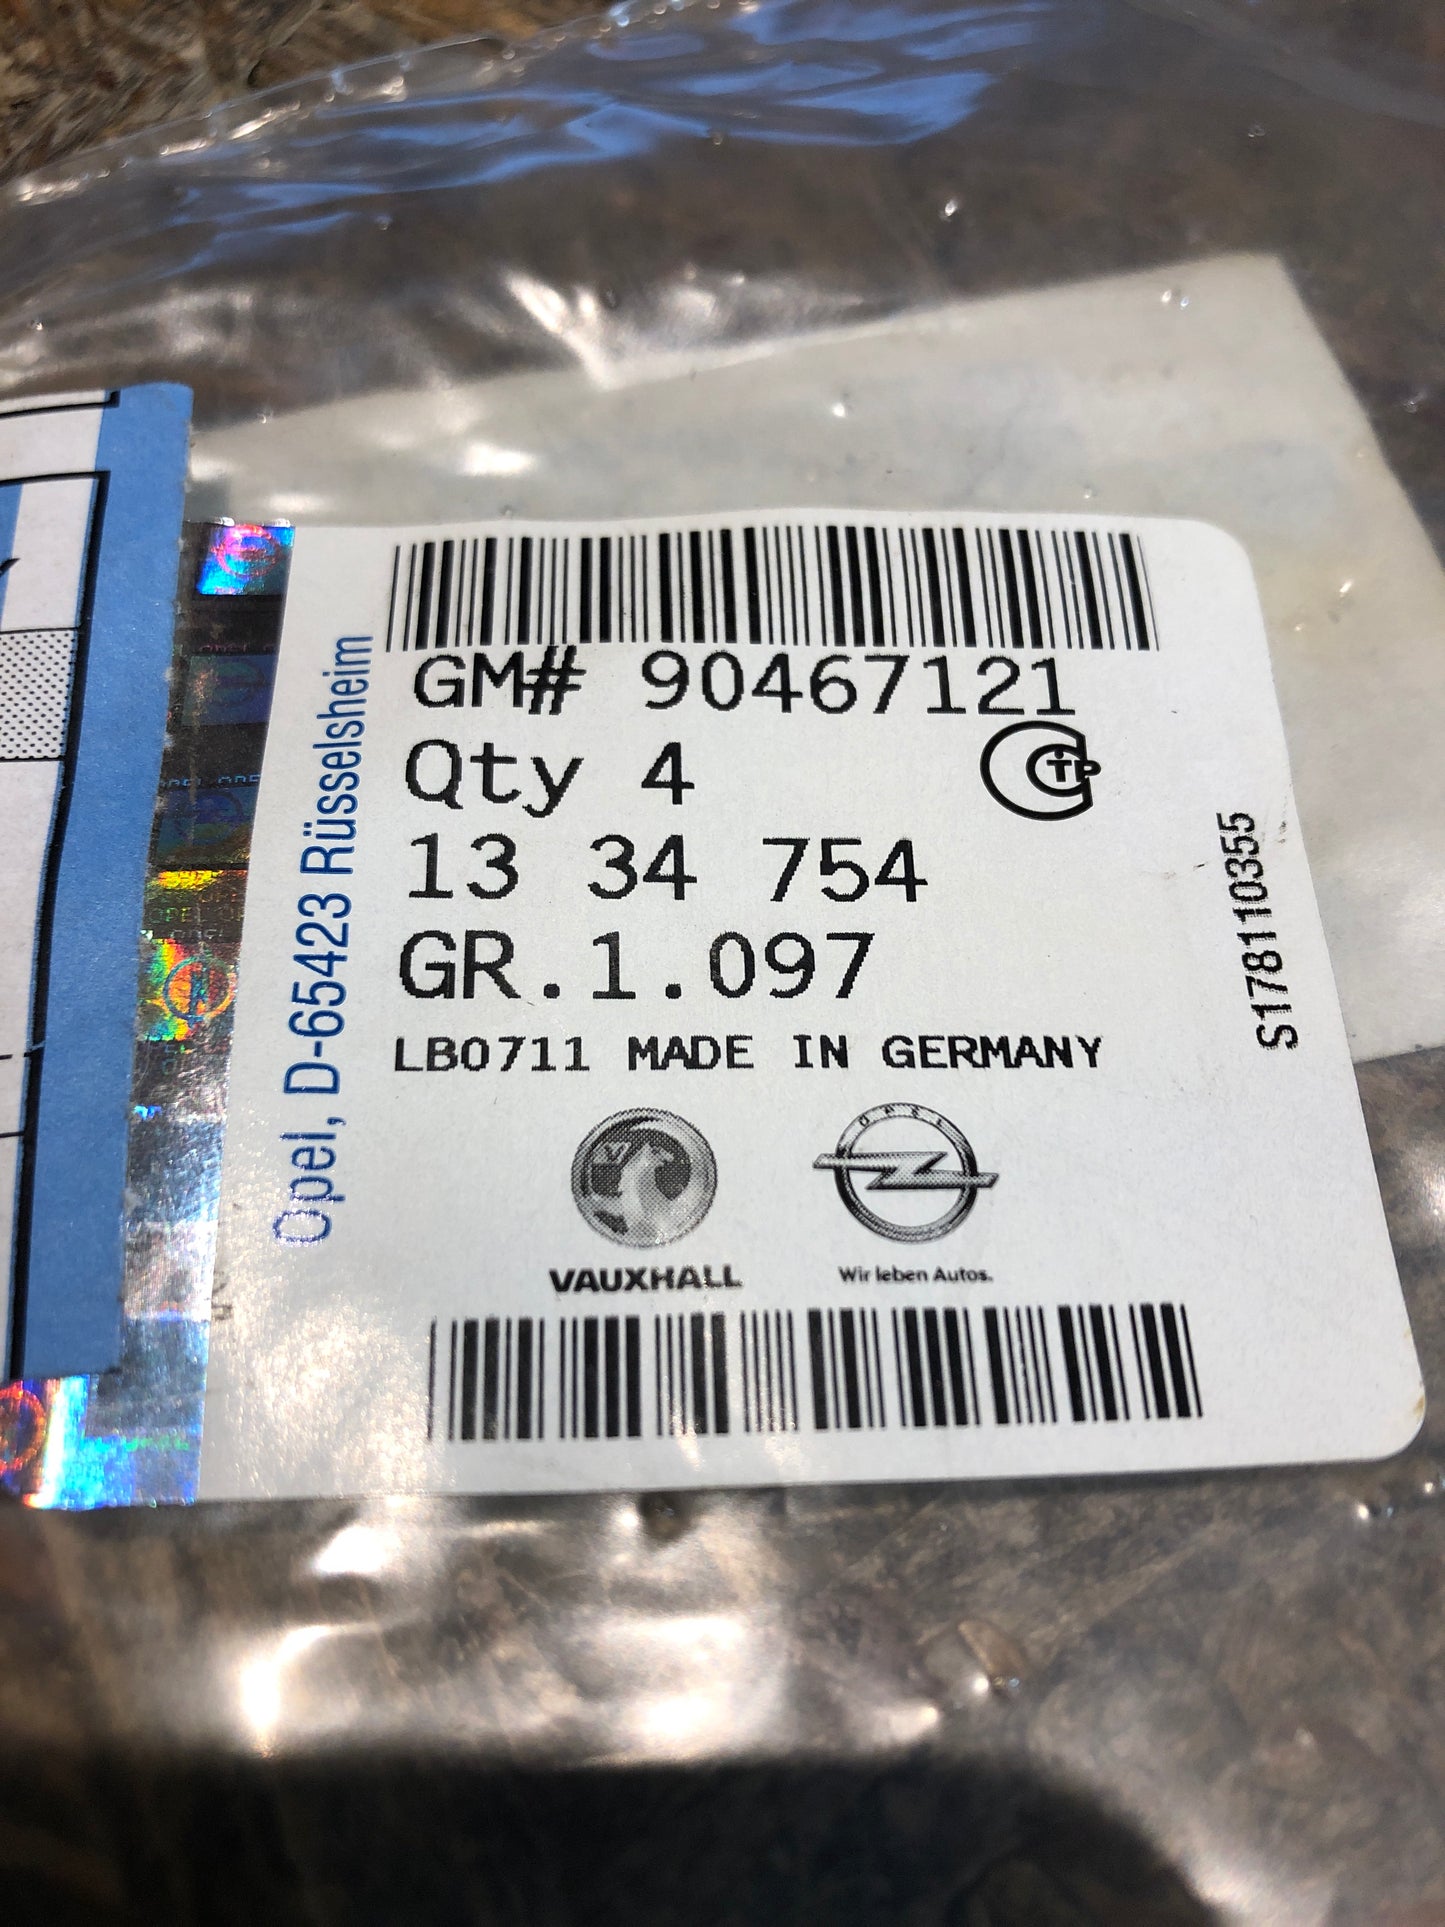 GM# 90467121
Qty 4
13 34 754
GR.1.097
LB0711 MADE IN GERMANY
VAUXHALL
OPEL
Wir leben Autos.
Opel, D-65423 Rüsselsheim
S178110355